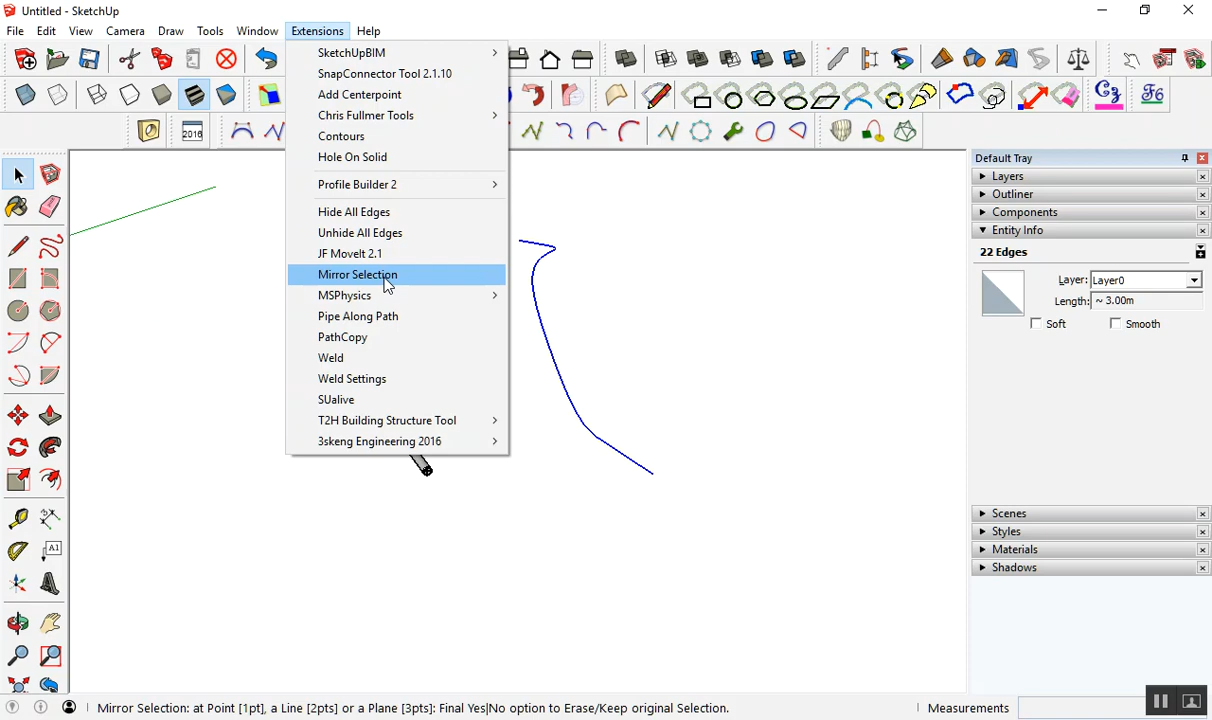 Untitled - SketchUp
File Edit View Camera Draw Tools Window Extensions Help
SketchUpBIM
SnapConnector Tool 2.1.10
Add Centerpoint
Chris Fullmer Tools
Contours
Hole On Solid
Profile Builder 2
Hide All Edges
Unhide All Edges
JF MoveIt 2.1
Mirror Selection
MSPhysics
Pipe Along Path
PathCopy
Weld
Weld Settings
SUalive
T2H Building Structure Tool
3skeng Engineering 2016
2016
A1
Default Tray
Layers
Outliner
Components
Entity Info
22 Edges
Layer: Layer0
Length: ~ 3.00m
Soft Smooth
Scenes
Styles
Materials
Shadows
Mirror Selection: at Point [1pt], a Line [2pts] or a Plane [3pts]: Final Yes|No option to Erase/Keep original Selection. Measurements